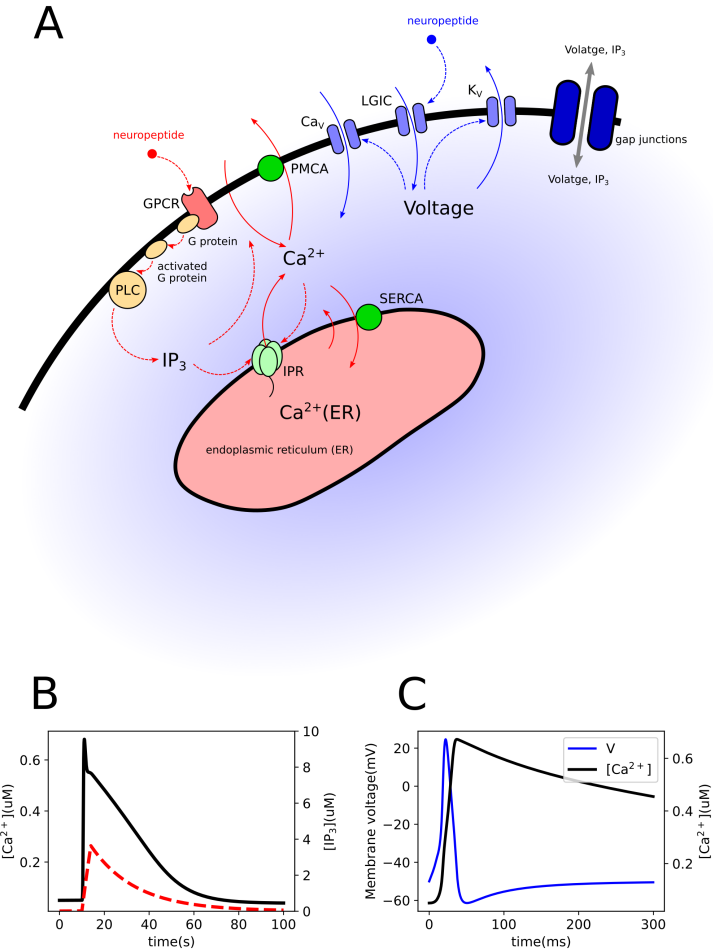 A
neuropeptide
Volatge, IP3
LGIC
KV
CaV
neuropeptide
gap junctions
PMCA
Volatge, IP3
GPCR
Voltage
G protein
Ca2+
activated
G protein
PLC
SERCA
IP3
IPR
Ca2+(ER)
endoplasmic reticulum (ER)
B
C
[Ca2+](uM)
0.6
0.4
0.2
10
8
6
4
2
0
[IP3](uM)
0 20 40 60 80 100
time(s)
Membrane voltage(mV)
20
0
−20
−40
−60
V
[Ca2+]
0.6
0.4
0.2
[Ca2+](uM)
0 100 200 300
time(ms)